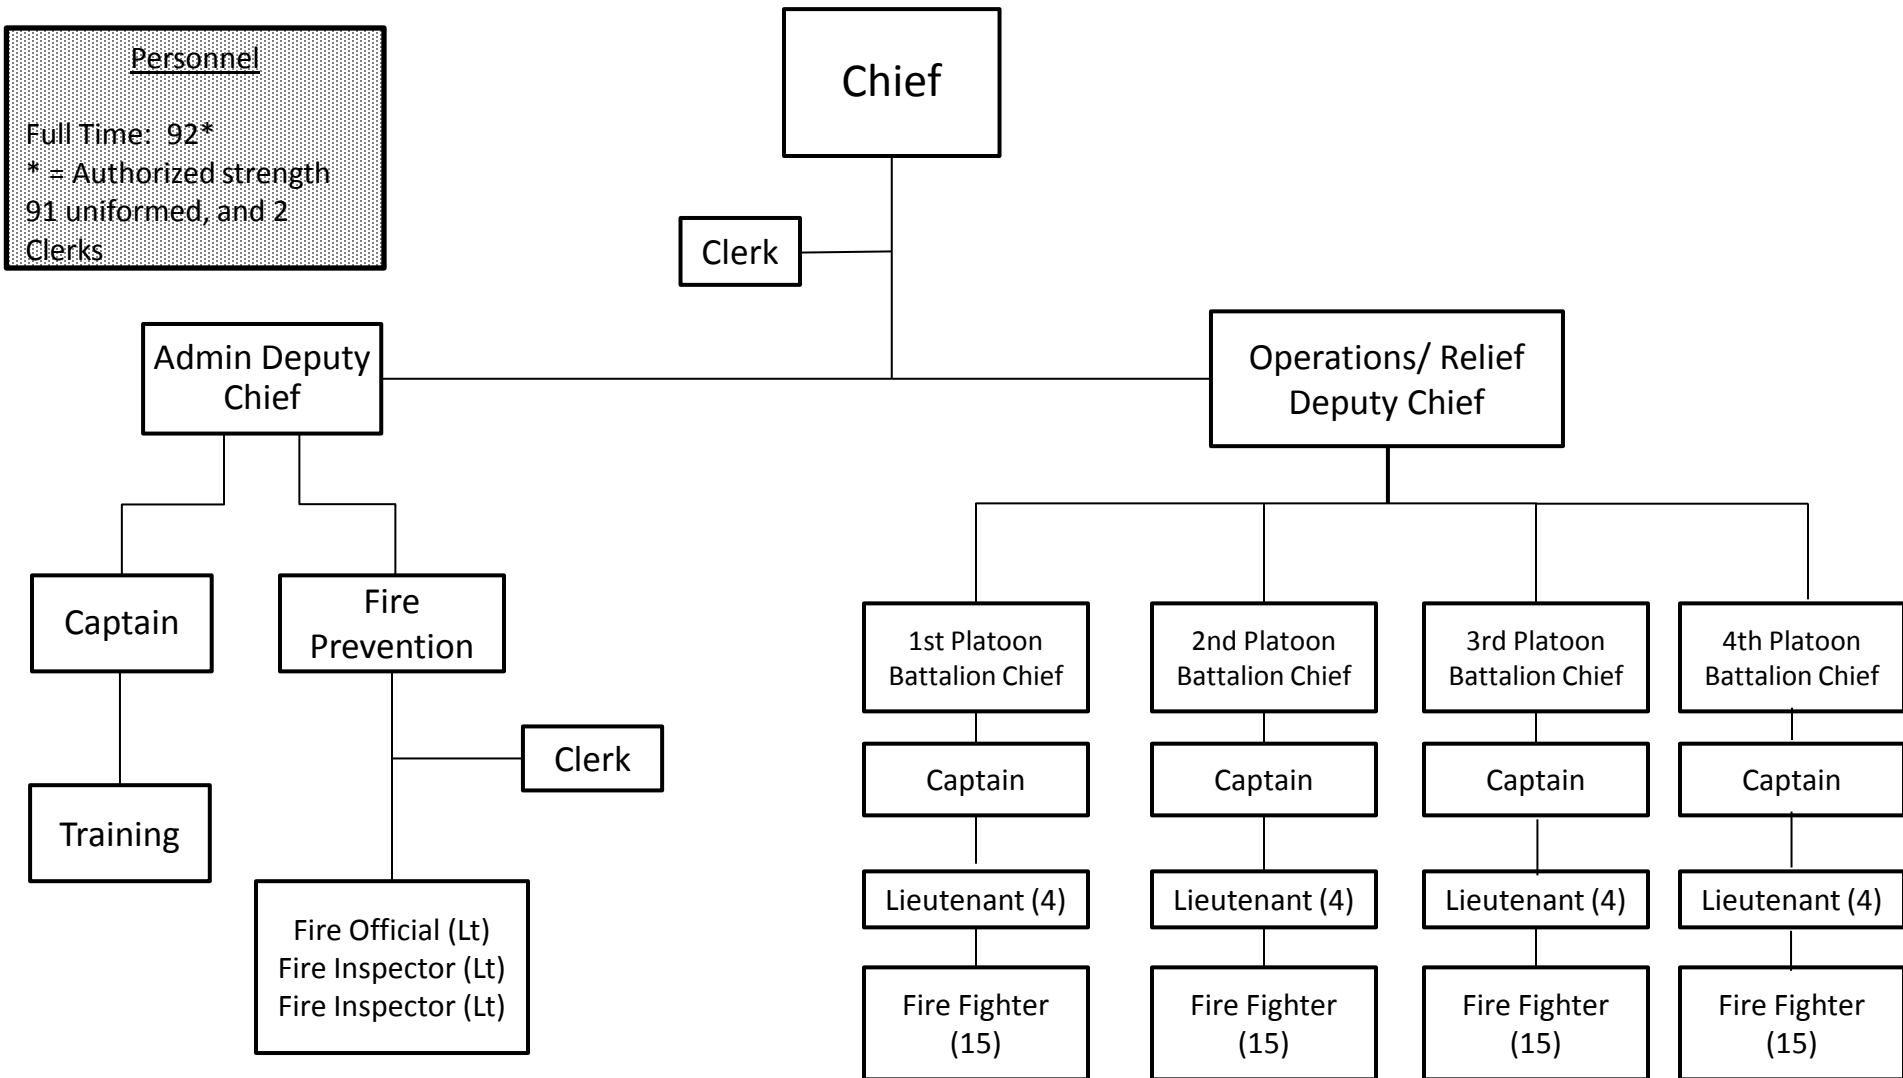 Personnel
Full Time:  92*
* = Authorized strength
91 uniformed, and 2
Clerks
Chief
Clerk
Admin Deputy
Chief
Operations/ Relief
Deputy Chief
Captain
Fire
Prevention
Clerk
Training
Fire Official (Lt)
Fire Inspector (Lt)
Fire Inspector (Lt)
1st Platoon
Battalion Chief
Captain
Lieutenant (4)
Fire Fighter
(15)
2nd Platoon
Battalion Chief
Captain
Lieutenant (4)
Fire Fighter
(15)
3rd Platoon
Battalion Chief
Captain
Lieutenant (4)
Fire Fighter
(15)
4th Platoon
Battalion Chief
Captain
Lieutenant (4)
Fire Fighter
(15)